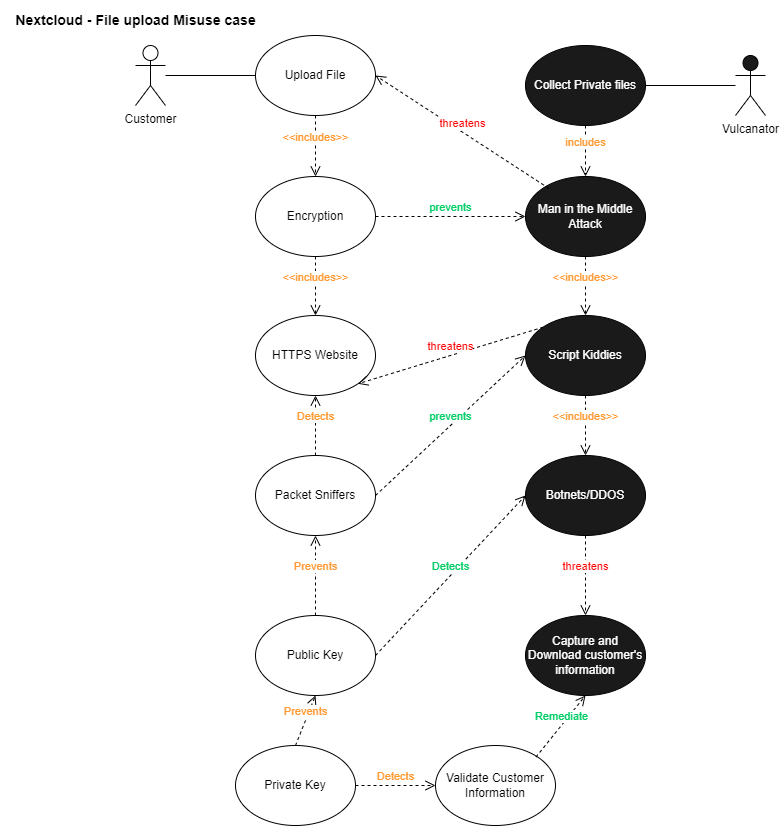 Nextcloud - File upload Misuse case
Upload File
Collect Private files
Customer
Vulcanator
threatens
<<includes>>
includes
Encryption
prevents
Man in the Middle
Attack
<<includes>>
<<includes>>
HTTPS Website
threatens
Script Kiddies
Detects
prevents
<<includes>>
Packet Sniffers
Botnets/DDOS
Prevents
Detects
threatens
Public Key
Capture and
Download customer's
information
Prevents
Remediate
Private Key
Detects
Validate Customer
Information